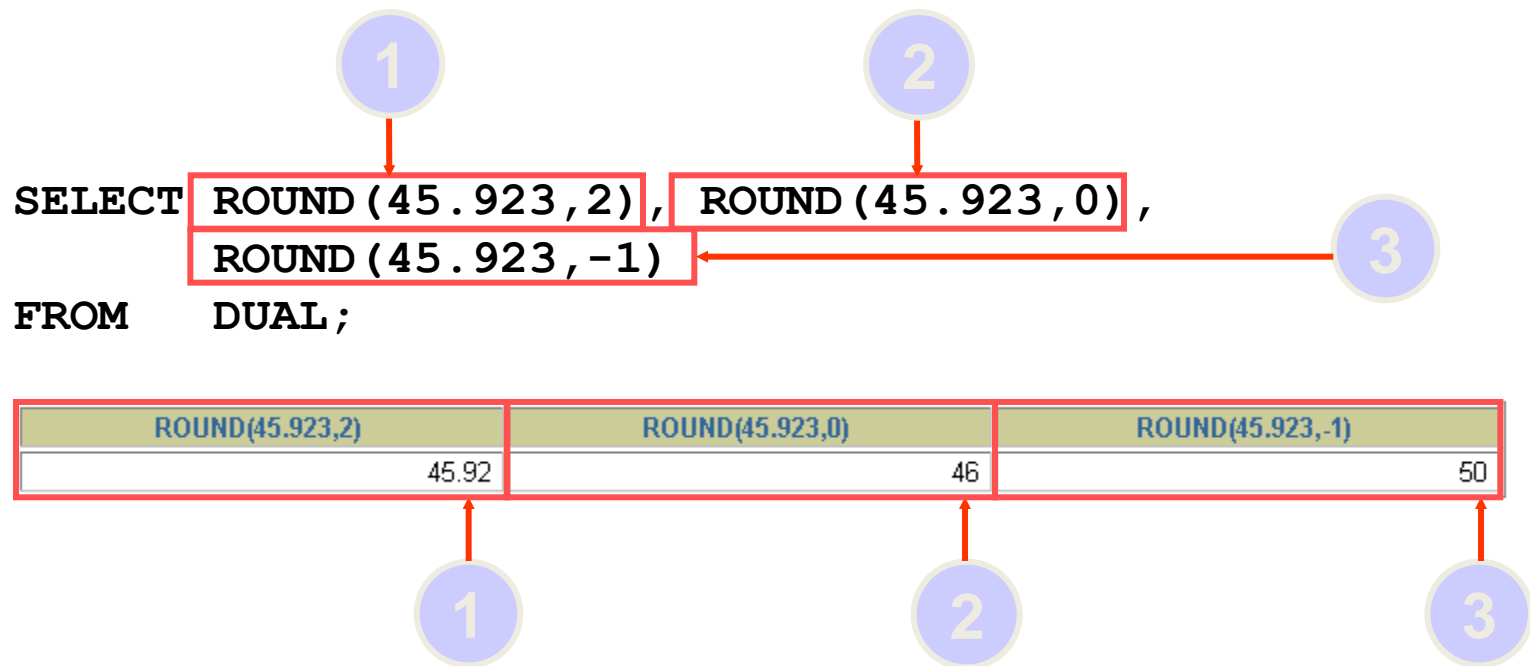 1 2
SELECT ROUND(45.923,2), ROUND(45.923,0),
ROUND(45.923,-1) 3
FROM DUAL;
ROUND(45.923,2) ROUND(45.923,0) ROUND(45.923,-1)
45.92 46 50
1 2 3